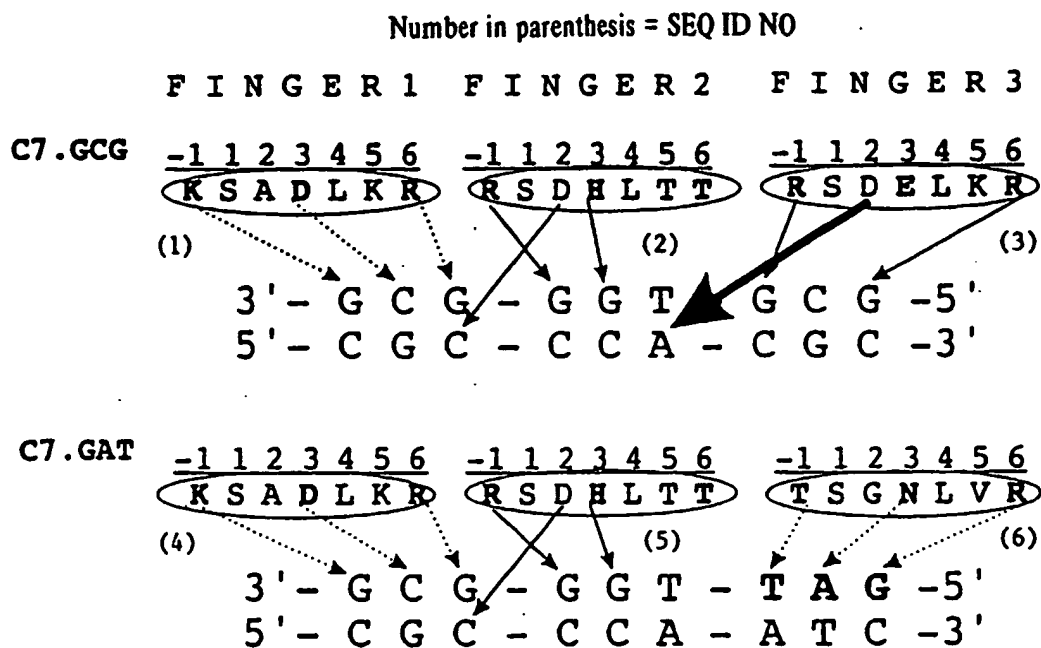 Number in parenthesis = SEQ ID NO
FINGER1 FINGER2 FINGER3
C7.GCG -1 1 2 3 4 5 6 -1 1 2 3 4 5 6 -1 1 2 3 4 5 6
K S A D L K R R S D H L T T R S D E L K R
(1) (2) (3)
3'- G C G - G G T G C G -5'
5'- C G C - C C A - C G C -3'
C7.GAT -1 1 2 3 4 5 6 -1 1 2 3 4 5 6 -1 1 2 3 4 5 6
K S A D L K R R S D H L T T T S G N L V R
(4) (5) (6)
3'- G C G - G G T - T A G -5'
5'- C G C - C C A - A T C -3'